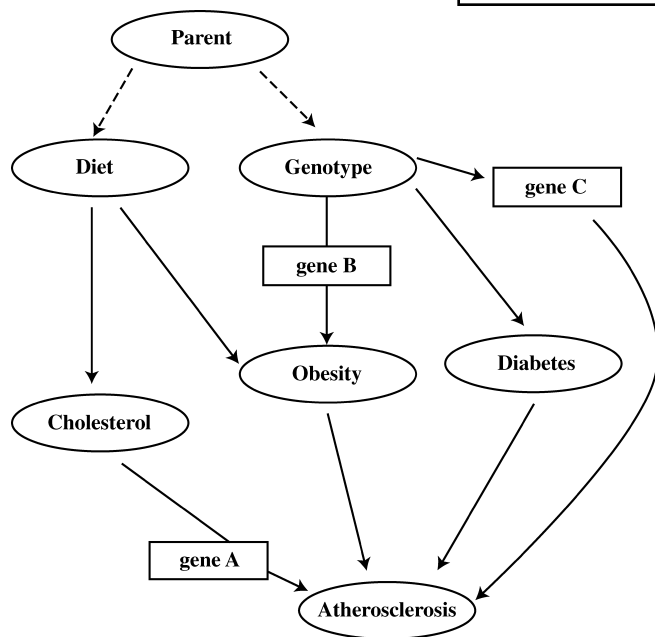 Parent
Diet
Genotype
gene C
gene B
Obesity
Diabetes
Cholesterol
gene A
Atherosclerosis